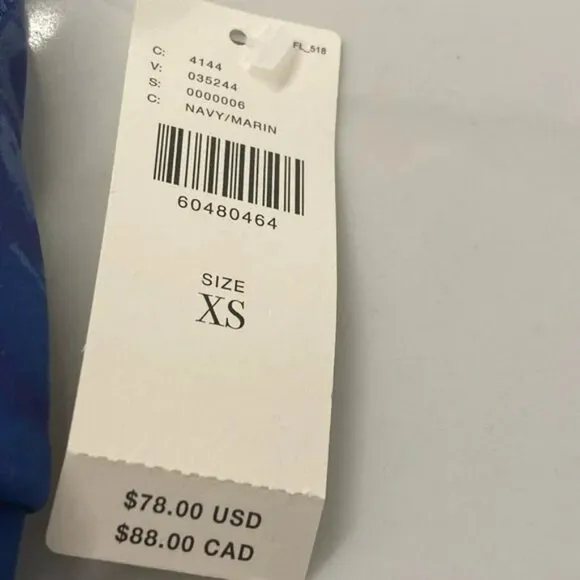 FL_518
C: 4144
V: 035244
S: 0000006
C: NAVY/MARIN
60480464
SIZE
XS
$78.00 USD
$88.00 CAD